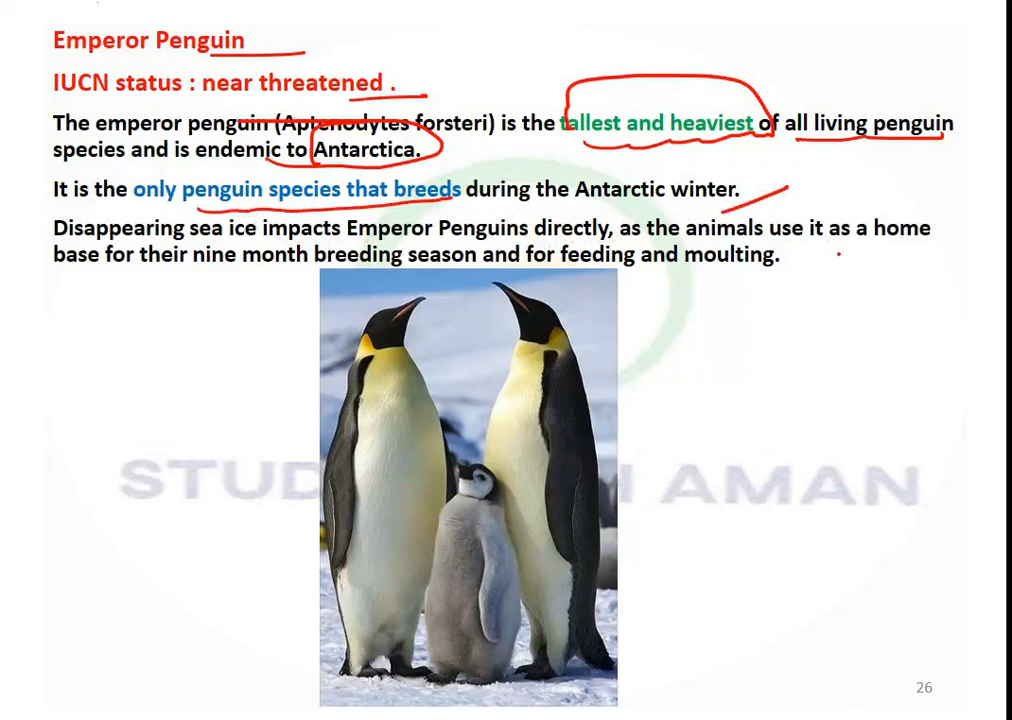 Emperor Penguin
IUCN status : near threatened .
The emperor penguin (Aptenodytes forsteri) is the tallest and heaviest of all living penguin
species and is endemic to Antarctica.
It is the only penguin species that breeds during the Antarctic winter.
Disappearing sea ice impacts Emperor Penguins directly, as the animals use it as a home
base for their nine month breeding season and for feeding and moulting.
AMAN
26